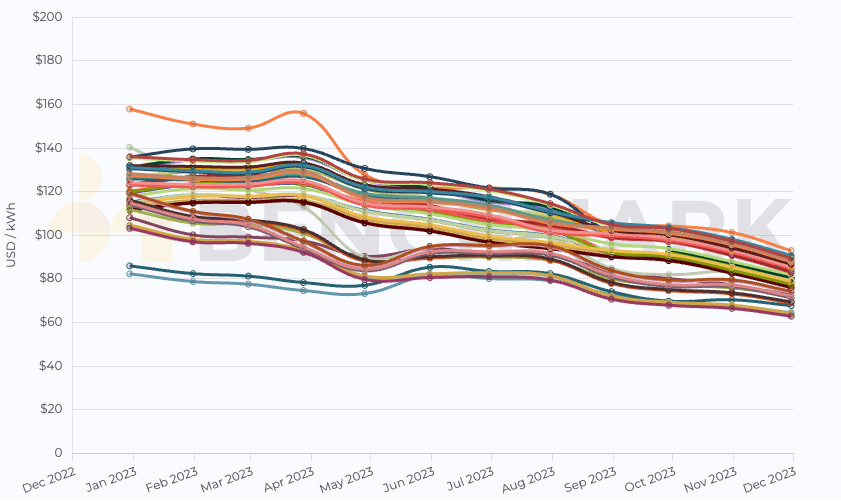 $200
$180
$160
$140
$120
$100
$80
$60
$40
$20
0
USD / kWh
Dec 2022
Jan 2023
Feb 2023
Mar 2023
Apr 2023
May 2023
Jun 2023
Jul 2023
Aug 2023
Sep 2023
Oct 2023
Nov 2023
Dec 2023
BENCHMARK